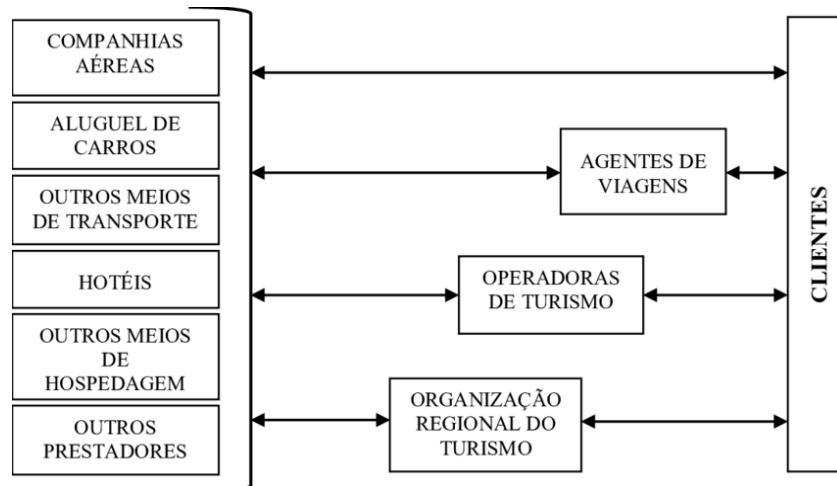 COMPANHIAS
AÉREAS
ALUGUEL DE
CARROS
OUTROS MEIOS
DE TRANSPORTE
HOTÉIS
OUTROS MEIOS
DE
HOSPEDAGEM
OUTROS
PRESTADORES
AGENTES DE
VIAGENS
OPERADORAS
DE TURISMO
ORGANIZAÇÃO
REGIONAL DO
TURISMO
CLIENTES